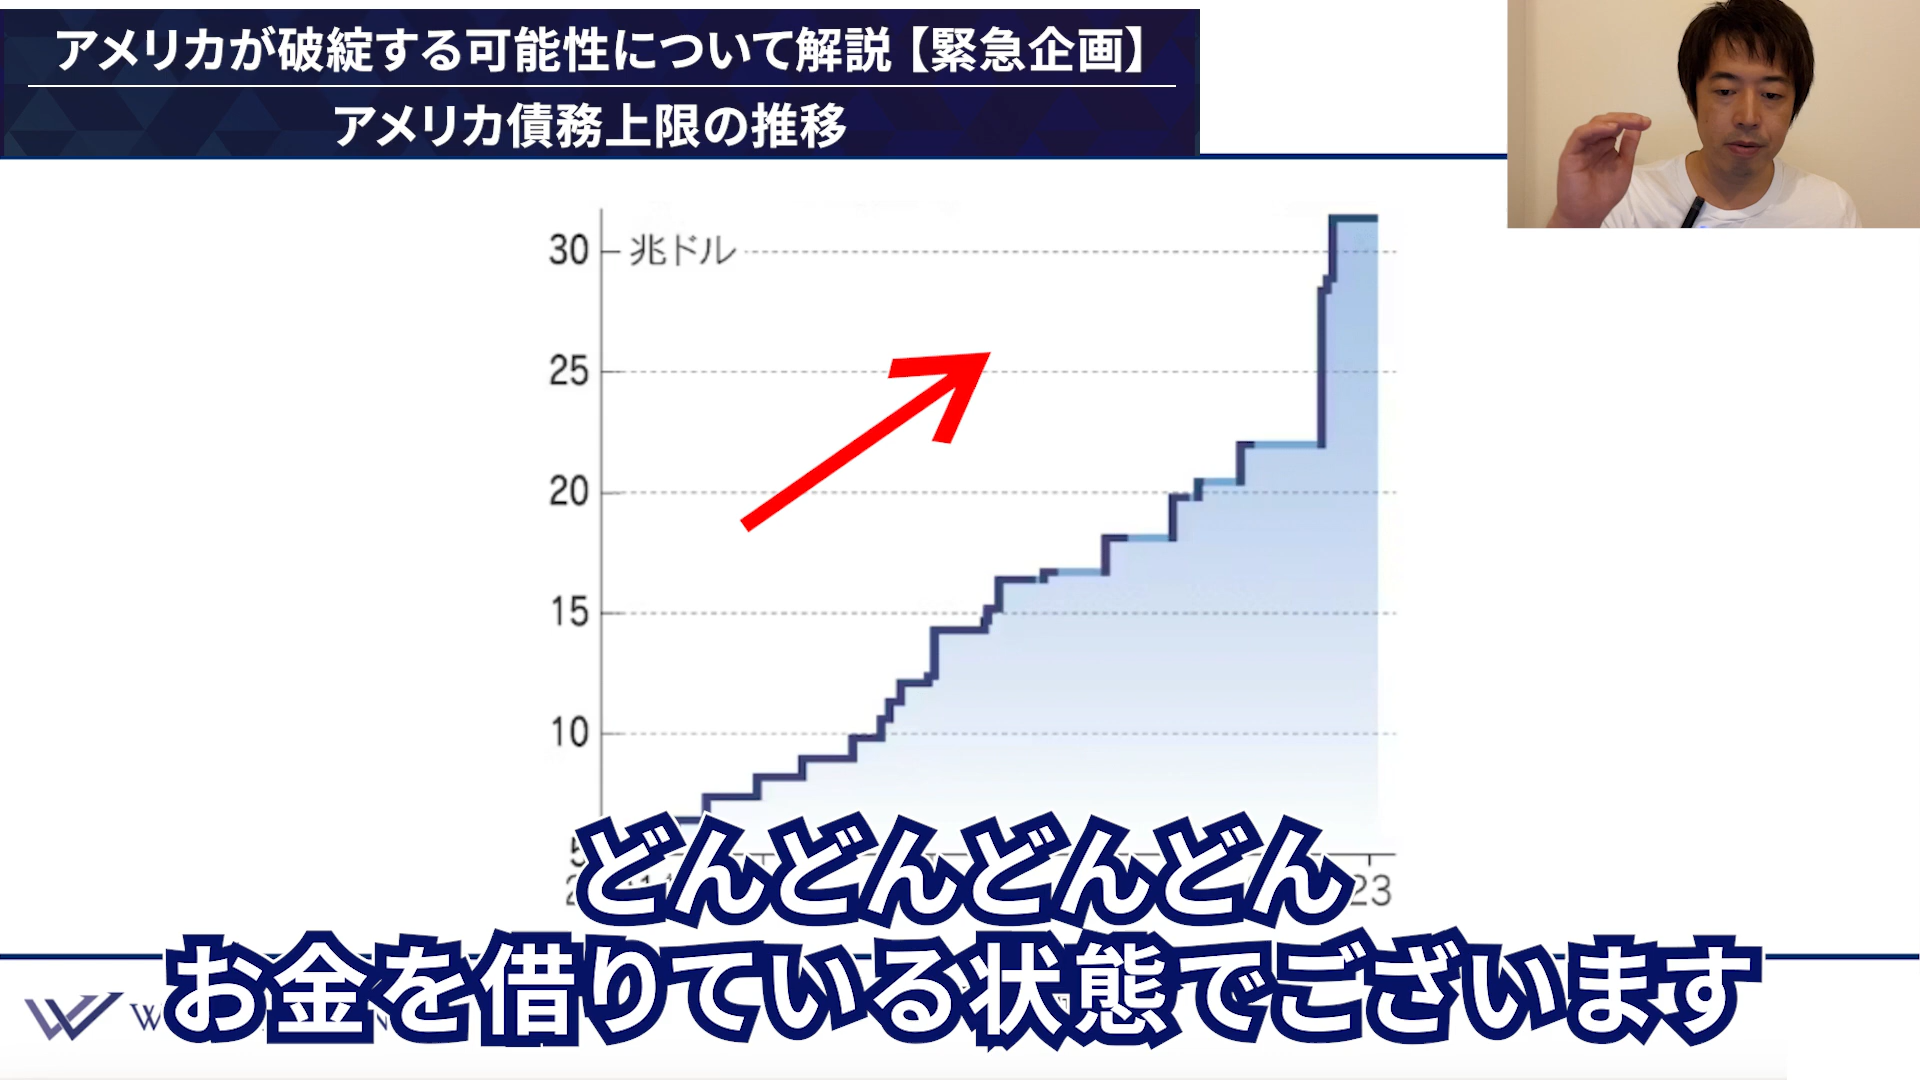 アメリカが破綻する可能性について解説【緊急企画】
アメリカ債務上限の推移
30 兆ドル
25
20
15
10
5
23
どんどんどんどん
お金を借りている状態でございます